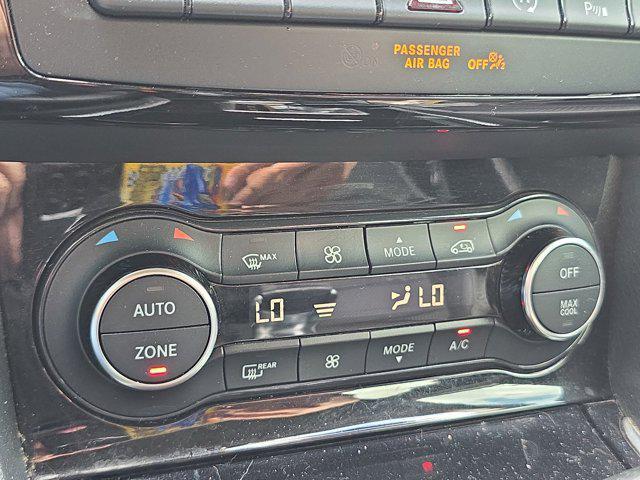 PASSENGER
AIR BAG OFF
MAX
MODE
AUTO
ZONE
LO
LO
OFF
MAX
COOL
REAR
MODE
A/C